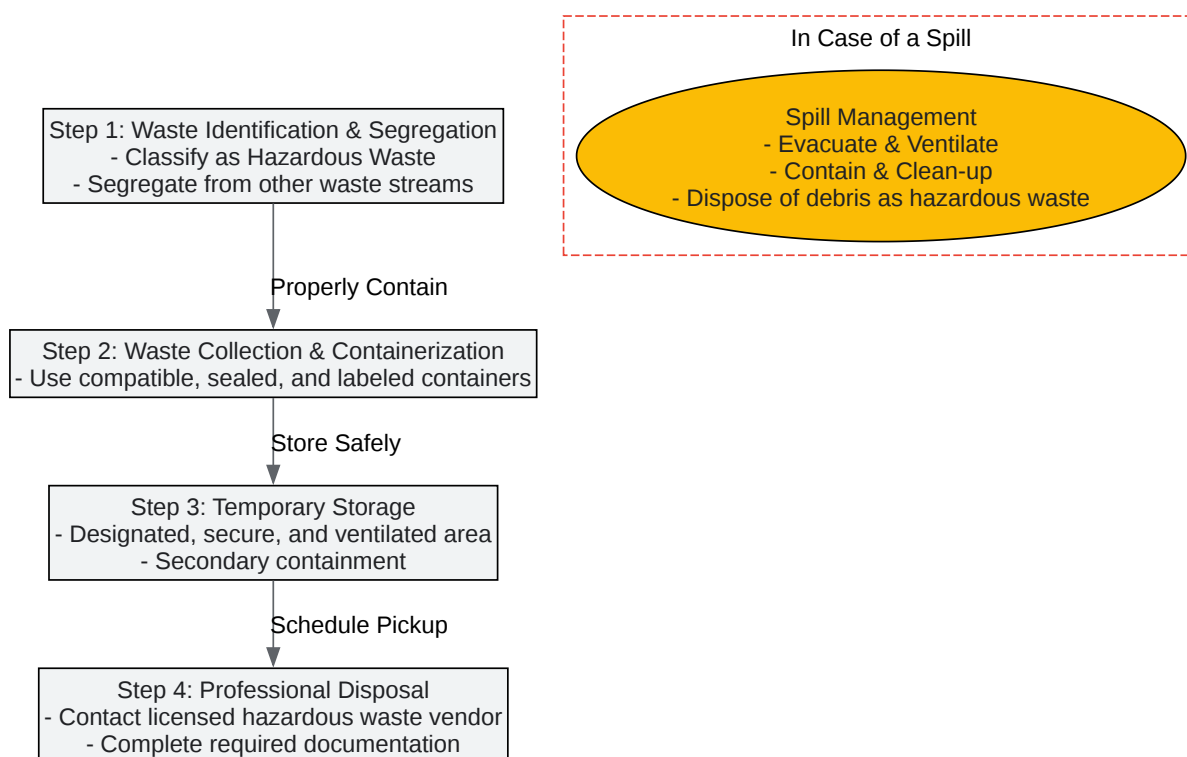 In Case of a Spill
Spill Management
- Evacuate & Ventilate
- Contain & Clean-up
- Dispose of debris as hazardous waste
Step 1: Waste Identification & Segregation
- Classify as Hazardous Waste
- Segregate from other waste streams
Properly Contain
Step 2: Waste Collection & Containerization
- Use compatible, sealed, and labeled containers
Store Safely
Step 3: Temporary Storage
- Designated, secure, and ventilated area
- Secondary containment
Schedule Pickup
Step 4: Professional Disposal
- Contact licensed hazardous waste vendor
- Complete required documentation